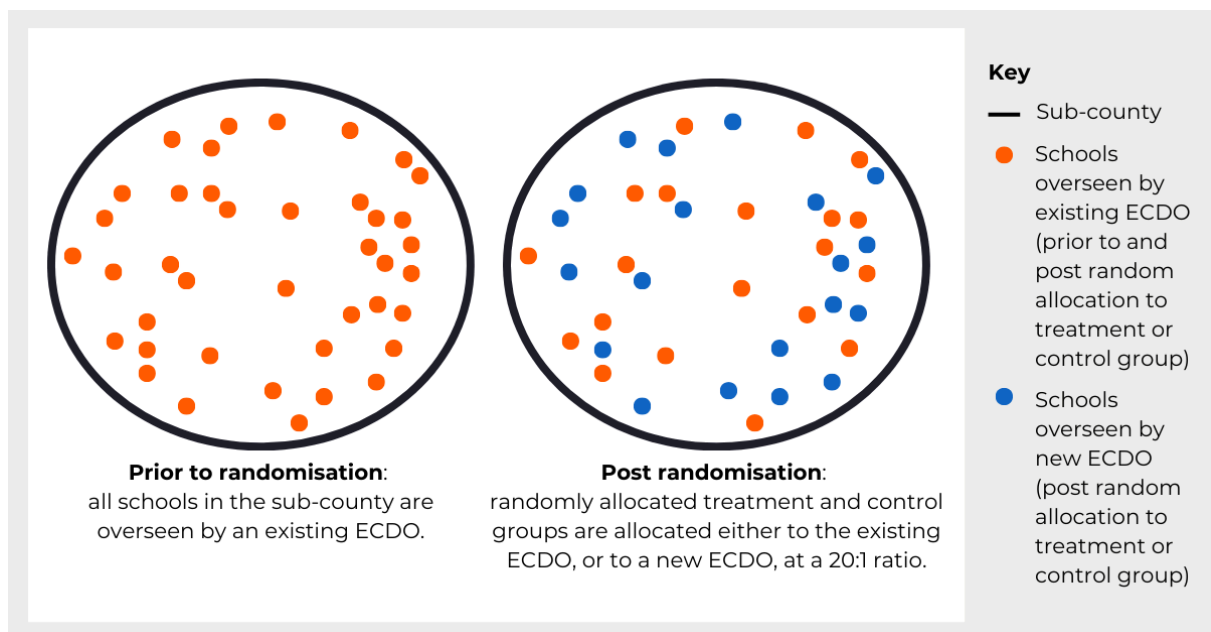 Prior to randomisation:
all schools in the sub-county are
overseen by an existing ECDO.
Post randomisation:
randomly allocated treatment and control
groups are allocated either to the existing
ECDO, or to a new ECDO, at a 20:1 ratio.
Key
Sub-county
Schools
overseen by
existing ECDO
(prior to and
post random
allocation to
treatment or
control group)
Schools
overseen by
new ECDO
(post random
allocation to
treatment or
control group)